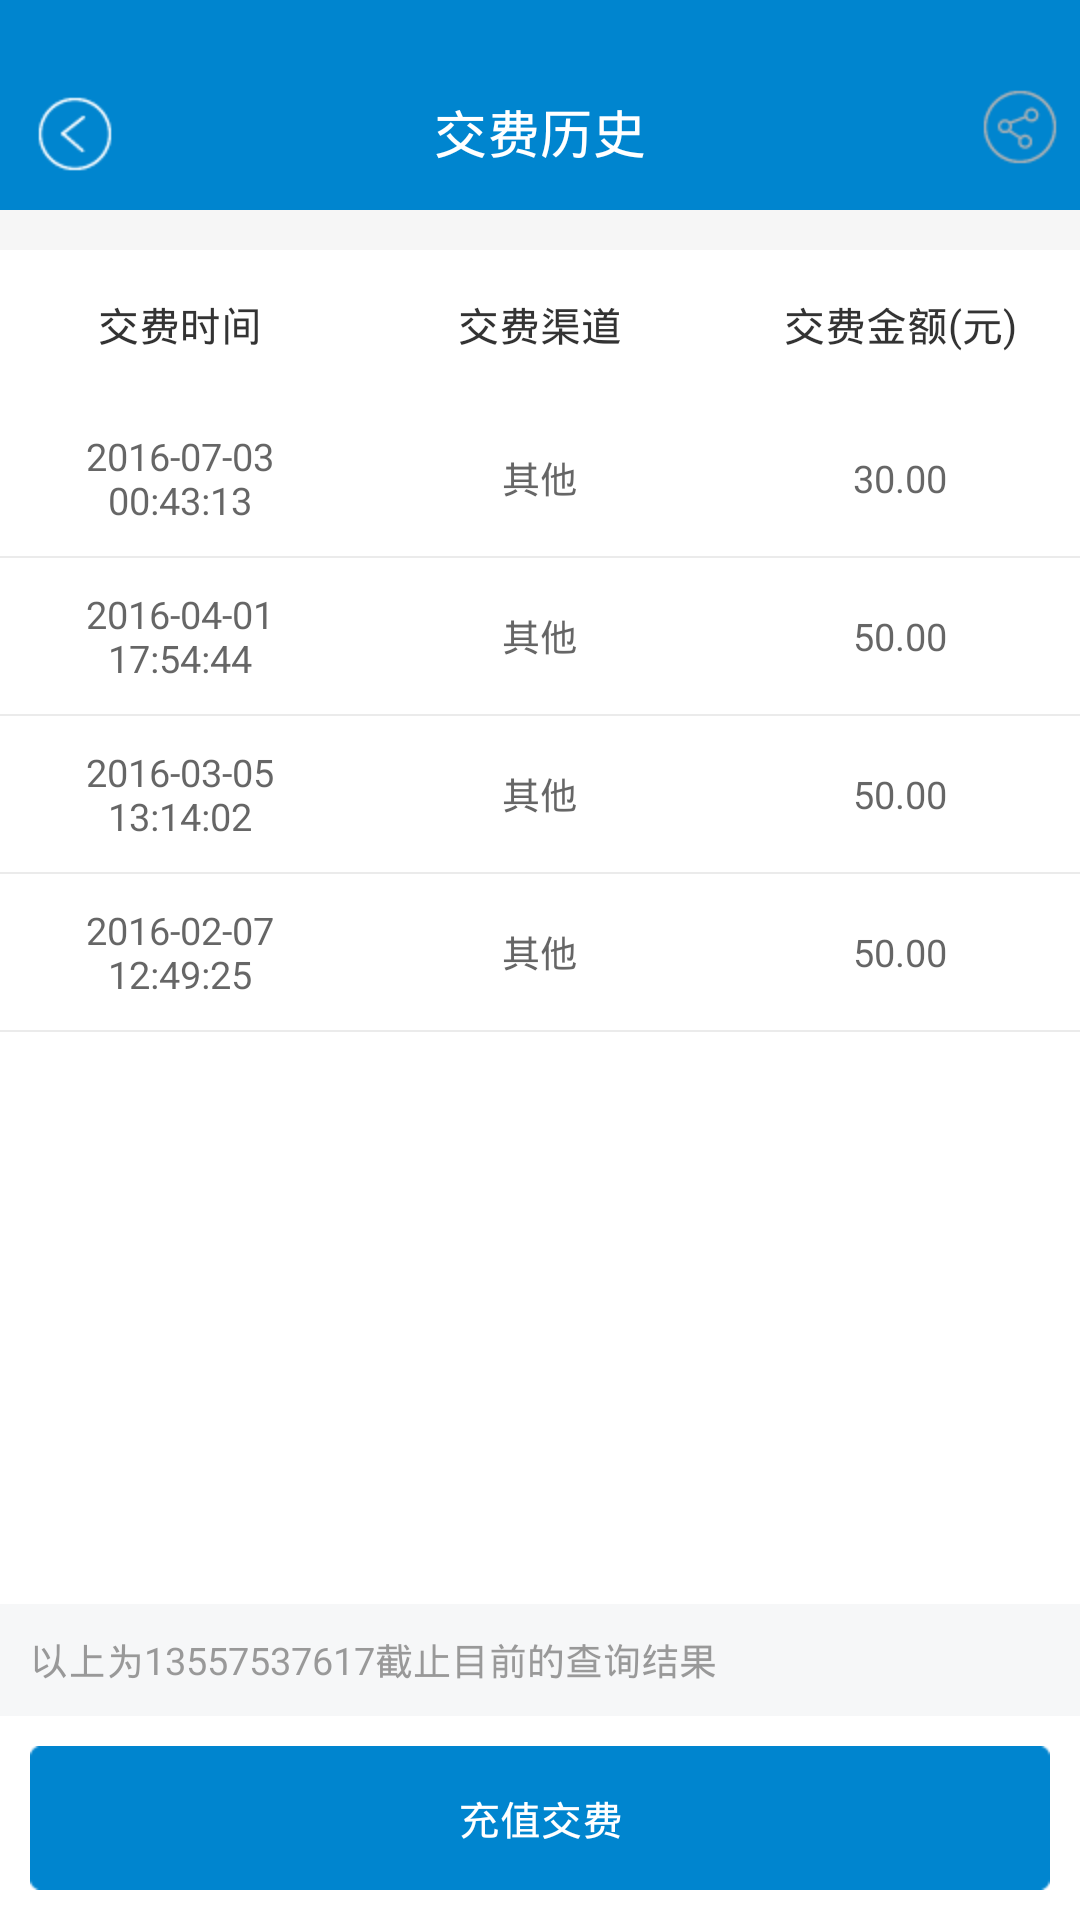 交费历史
交费时间 交费渠道 交费金额(元)
2016-07-03
00:43:13 其他 30.00
2016-04-01
17:54:44 其他 50.00
2016-03-05
13:14:02 其他 50.00
2016-02-07
12:49:25 其他 50.00
以上为13557537617截止目前的查询结果
充值交费